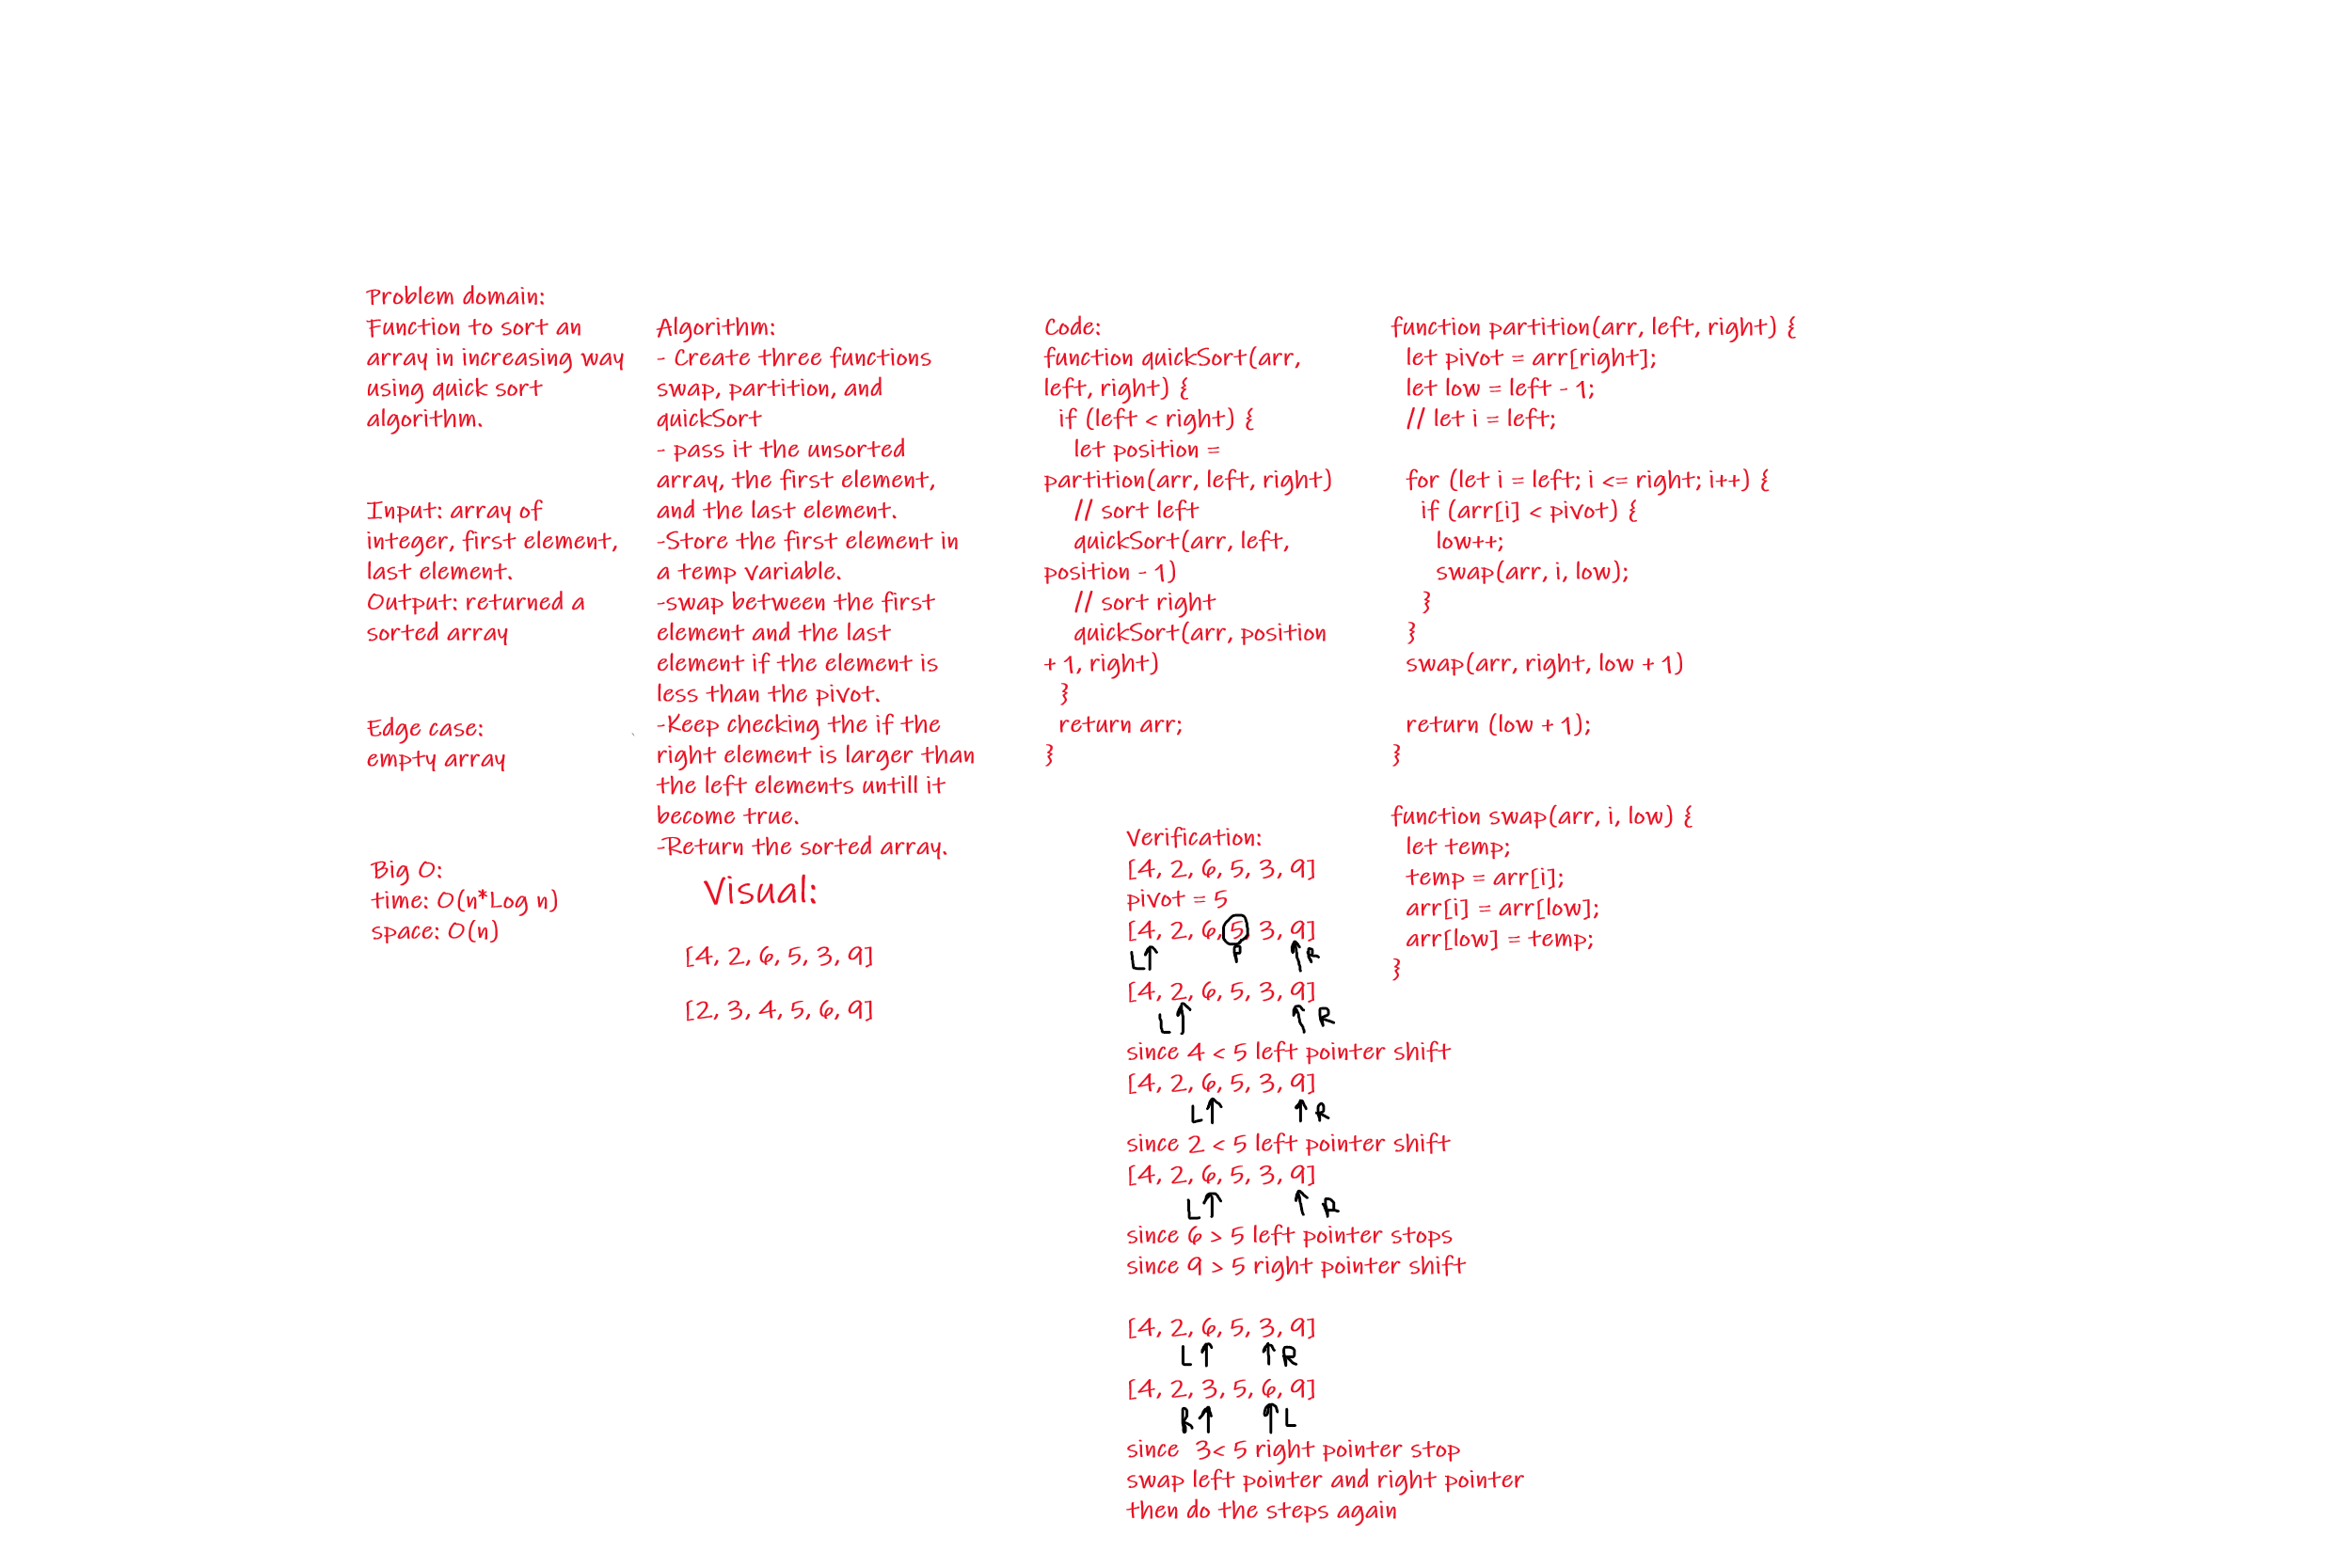 Problem domain:
Function to sort an
array in increasing way
using quick sort
algorithm.
Input: array of
integer, first element,
last element.
Output: returned a
sorted array
Edge case:
empty array
Big O:
time: O(n*Log n)
space: O(n)
Algorithm:
- Create three functions
swap, partition, and
quickSort
- pass it the unsorted
array, the first element,
and the last element.
-Store the first element in
a temp variable.
-swap between the first
element and the last
element if the element is
less than the pivot.
-Keep checking the if the
right element is larger than
the left elements untill it
become true.
-Return the sorted array.
Visual:
[4, 2, 6, 5, 3, 9]
[2, 3, 4, 5, 6, 9]
Code:
function quickSort(arr,
left, right) {
if (left < right) {
let position =
partition(arr, left, right)
// sort left
quickSort(arr, left,
position - 1)
// sort right
quickSort(arr, position
+ 1, right)
}
return arr;
}
Verification:
[4, 2, 6, 5, 3, 9]
pivot = 5
[4, 2, 6, 5, 3, 9]
L P R
[4, 2, 6, 5, 3, 9]
L R
since 4 < 5 left pointer shift
[4, 2, 6, 5, 3, 9]
L R
since 2 < 5 left pointer shift
[4, 2, 6, 5, 3, 9]
L R
since 6 > 5 left pointer stops
since 9 > 5 right pointer shift
[4, 2, 6, 5, 3, 9]
L R
[4, 2, 3, 5, 6, 9]
R L
since 3< 5 right pointer stop
swap left pointer and right pointer
then do the steps again
function partition(arr, left, right) {
let pivot = arr[right];
let low = left - 1;
// let i = left;
for (let i = left; i <= right; i++) {
if (arr[i] < pivot) {
low++;
swap(arr, i, low);
}
}
swap(arr, right, low + 1)
return (low + 1);
}
function swap(arr, i, low) {
let temp;
temp = arr[i];
arr[i] = arr[low];
arr[low] = temp;
}